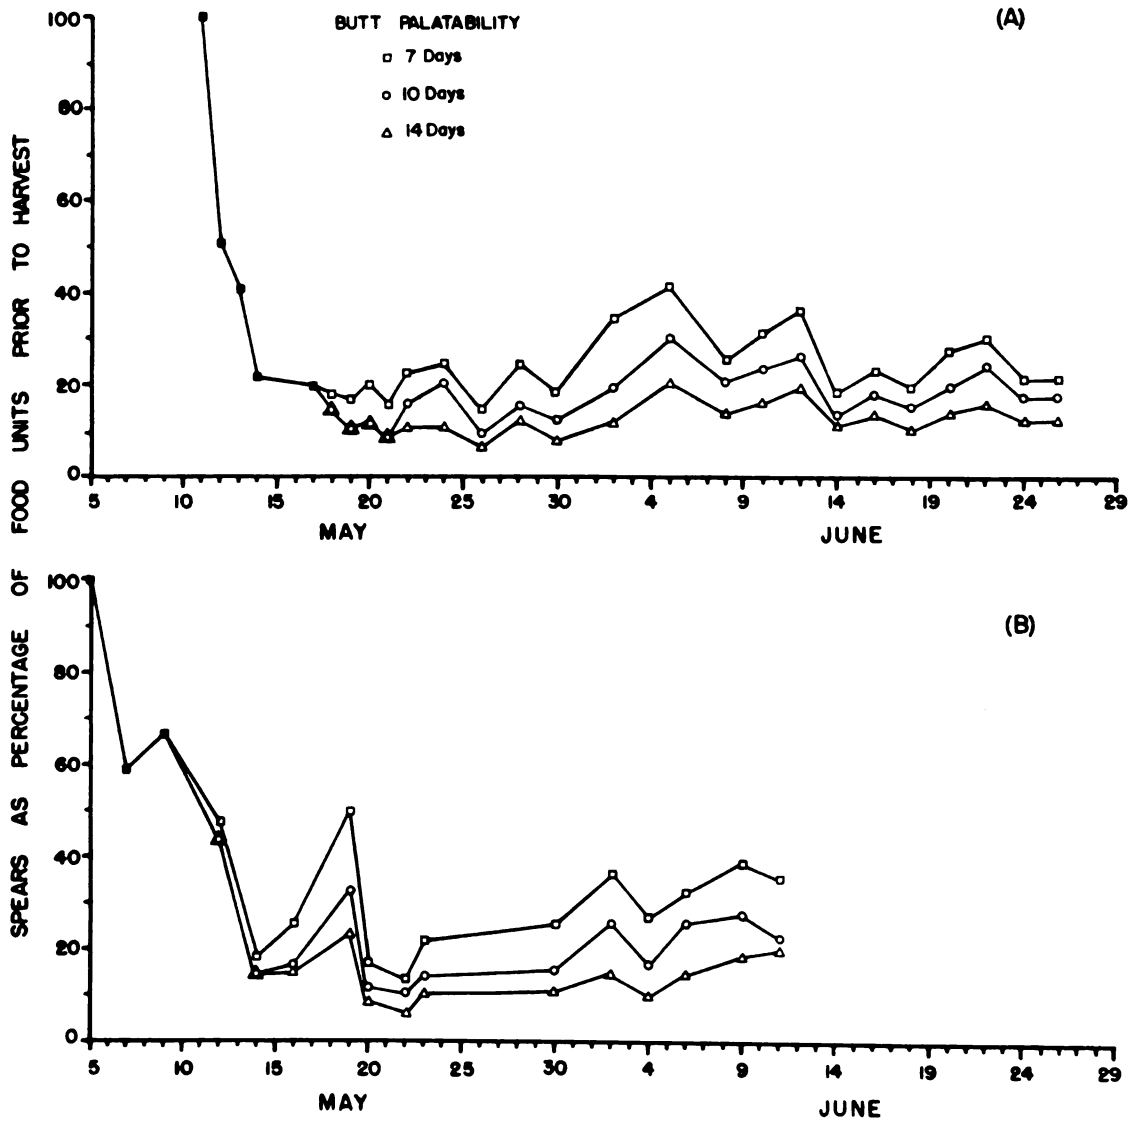 SPEARS AS PERCENTAGE OF FOOD UNITS PRIOR TO HARVEST
(A)
BUTT PALATABILITY
7 Days
10 Days
14 Days
100
80
60
40
20
0
5 10 15 20 25 30 4 9 14 19 24 29
MAY JUNE
(B)
100
80
60
40
20
0
5 10 15 20 25 30 4 9 14 19 24 29
MAY JUNE